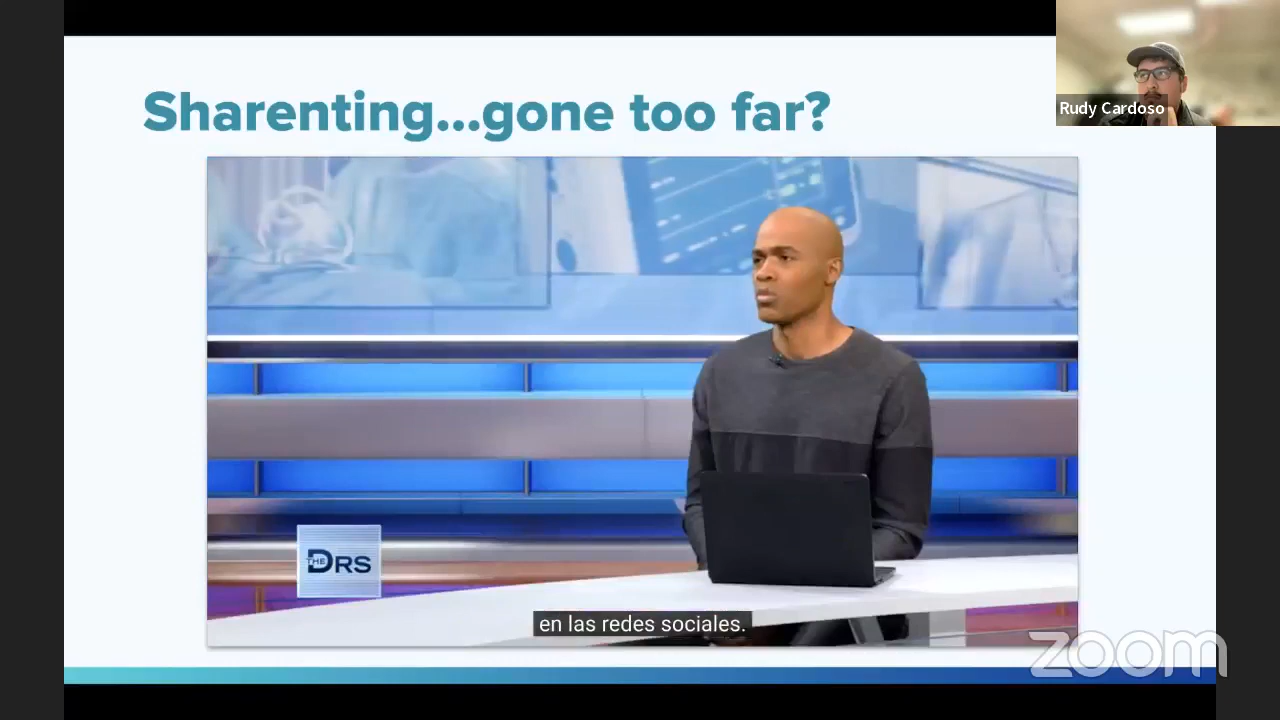 Sharenting...gone too far?
Rudy Cardoso
THE DRS
en las redes sociales.
zoom